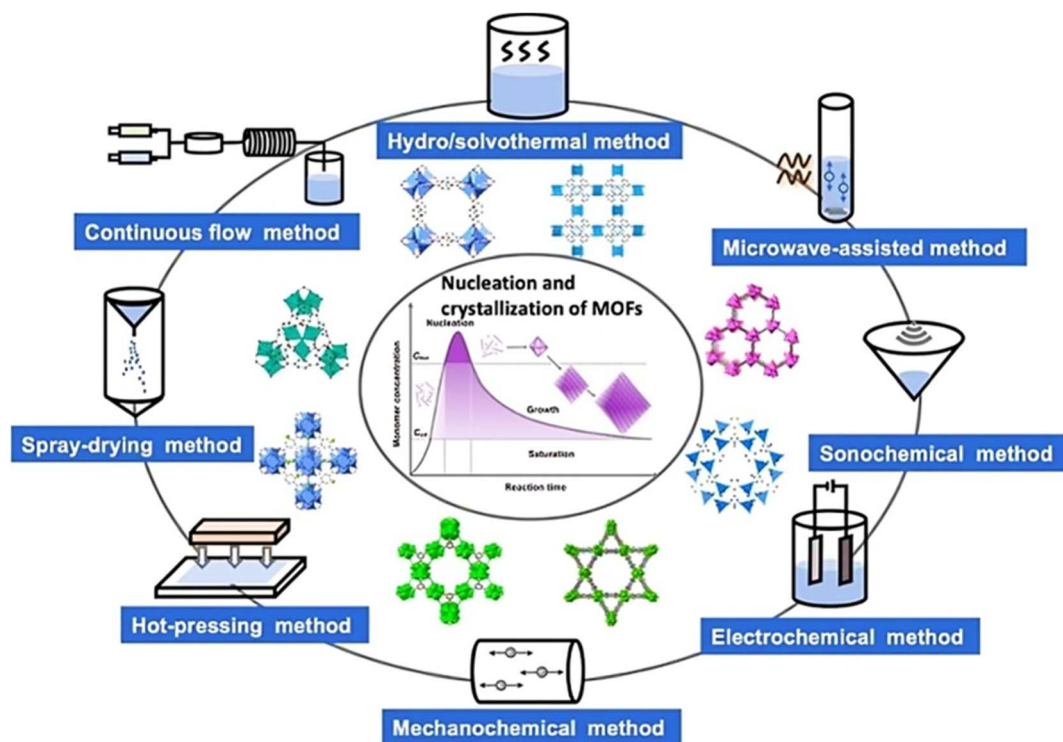 Hydro/solvothermal method
Continuous flow method
Microwave-assisted method
Nucleation and
crystallization of MOFs
Nucleation
Monomer concentration
Growth
Saturation
Reaction time
Spray-drying method
Sonochemical method
Hot-pressing method
Electrochemical method
Mechanochemical method